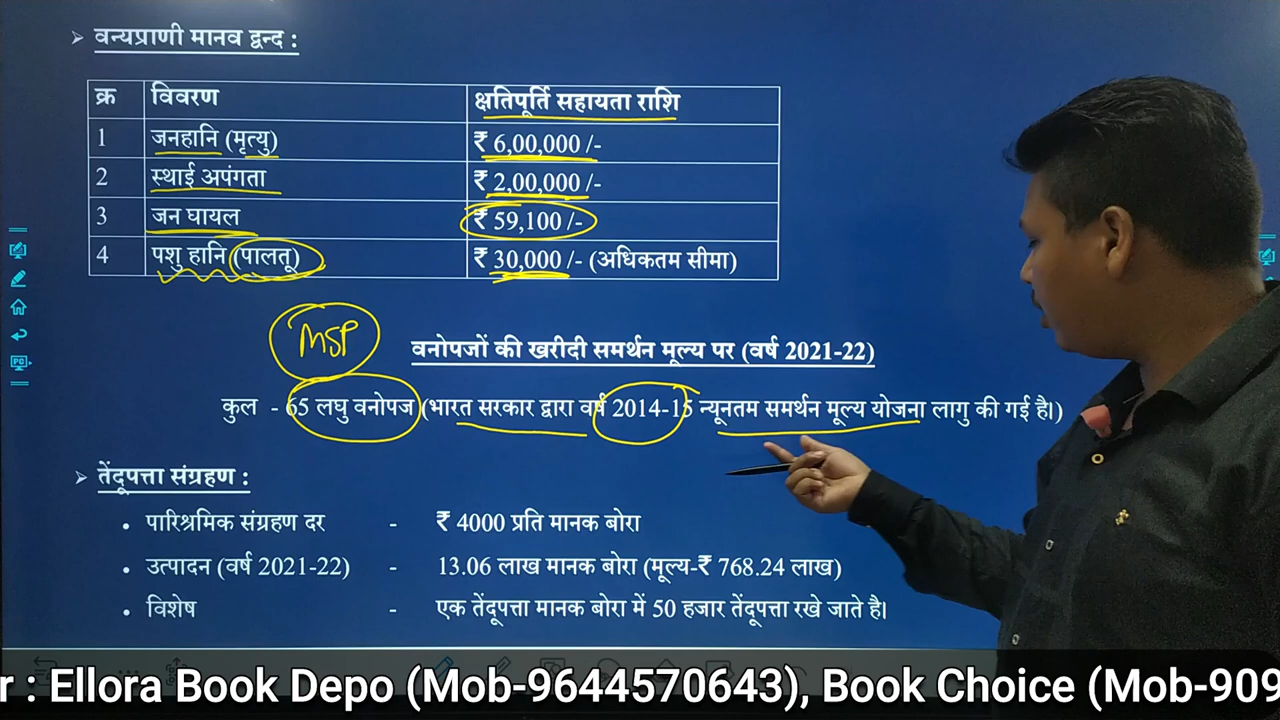 ➢ वन्यप्राणी मानव द्वन्द :
क्र विवरण क्षतिपूर्ति सहायता राशि
1 जनहानि (मृत्यु) ₹ 6,00,000 /-
2 स्थाई अपंगता ₹ 2,00,000 /-
3 जन घायल ₹ 59,100 /-
4 पशु हानि (पालतू) ₹ 30,000 /- (अधिकतम सीमा)
MSP
वनोपजों की खरीदी समर्थन मूल्य पर (वर्ष 2021-22)
कुल - 65 लघु वनोपज (भारत सरकार द्वारा वर्ष 2014-15 न्यूनतम समर्थन मूल्य योजना लागु की गई है।)
➢ तेंदूपत्ता संग्रहण :
• पारिश्रमिक संग्रहण दर - ₹ 4000 प्रति मानक बोरा
• उत्पादन (वर्ष 2021-22) - 13.06 लाख मानक बोरा (मूल्य-₹ 768.24 लाख)
• विशेष - एक तेंदूपत्ता मानक बोरा में 50 हजार तेंदूपत्ता रखे जाते है।
r : Ellora Book Depo (Mob-9644570643), Book Choice (Mob-909